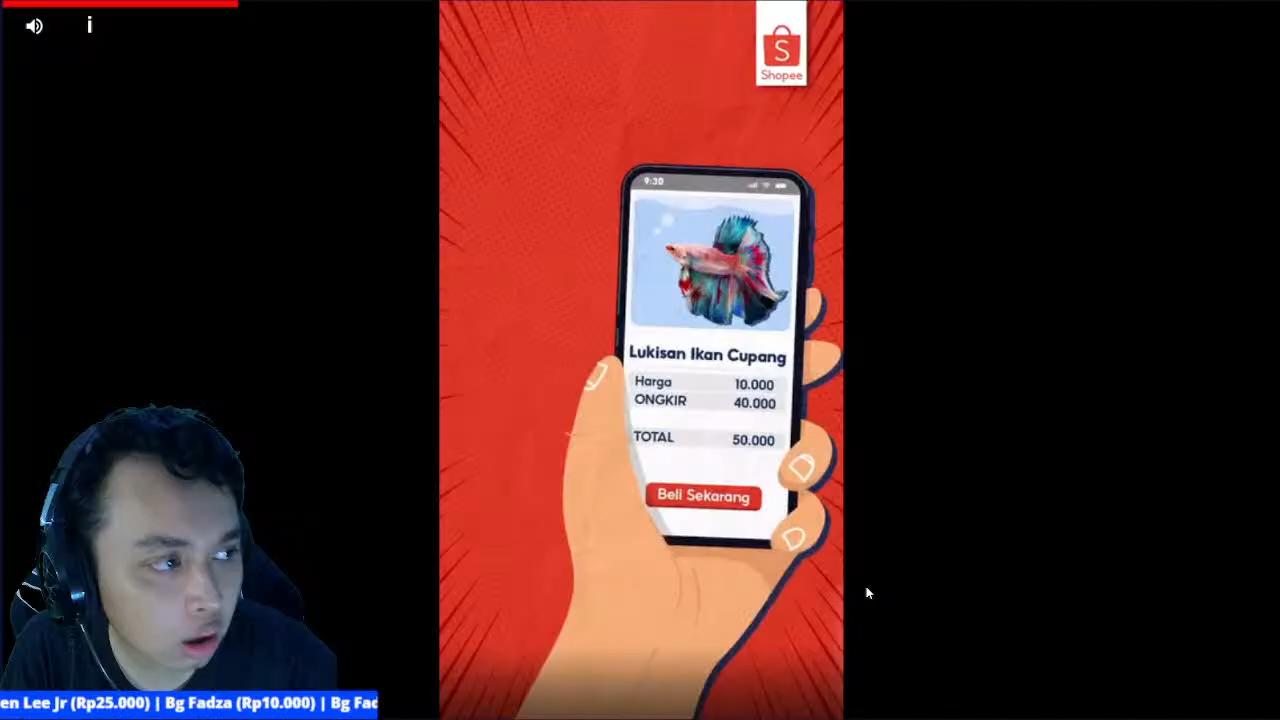 i
S
Shopee
9:30
Lukisan Ikan Cupang
Harga 10.000
ONGKIR 40.000
TOTAL 50.000
Beli Sekarang
en Lee Jr (Rp25.000) | Bg Fadza (Rp10.000) | Bg Fad